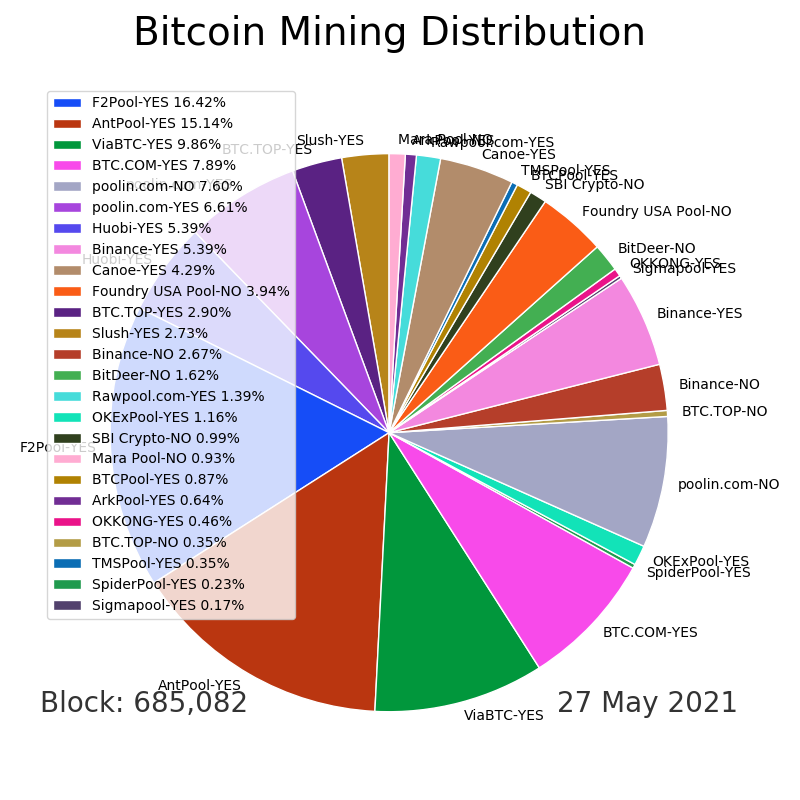 Bitcoin Mining Distribution
F2Pool-YES 16.42%
AntPool-YES 15.14%
ViaBTC-YES 9.86%
BTC.COM-YES 7.89%
poolin.com-NO 7.60%
poolin.com-YES 6.61%
Huobi-YES 5.39%
Binance-YES 5.39%
Canoe-YES 4.29%
Foundry USA Pool-NO 3.94%
BTC.TOP-YES 2.90%
Slush-YES 2.73%
Binance-NO 2.67%
BitDeer-NO 1.62%
Rawpool.com-YES 1.39%
OKExPool-YES 1.16%
SBI Crypto-NO 0.99%
Mara Pool-NO 0.93%
BTCPool-YES 0.87%
ArkPool-YES 0.64%
OKKONG-YES 0.46%
BTC.TOP-NO 0.35%
TMSPool-YES 0.35%
SpiderPool-YES 0.23%
Sigmapool-YES 0.17%
Slush-YES
BTC.TOP-YES
Huobi-YES
F2Pool-YES
AntPool-YES
ViaBTC-YES
BTC.COM-YES
SpiderPool-YES
OKExPool-YES
poolin.com-NO
BTC.TOP-NO
Binance-NO
Binance-YES
Sigmapool-YES
OKKONG-YES
BitDeer-NO
Foundry USA Pool-NO
SBI Crypto-NO
BTCPool-YES
TMSPool-YES
Canoe-YES
Rawpool.com-YES
Mara Pool-NO
Block: 685,082
27 May 2021